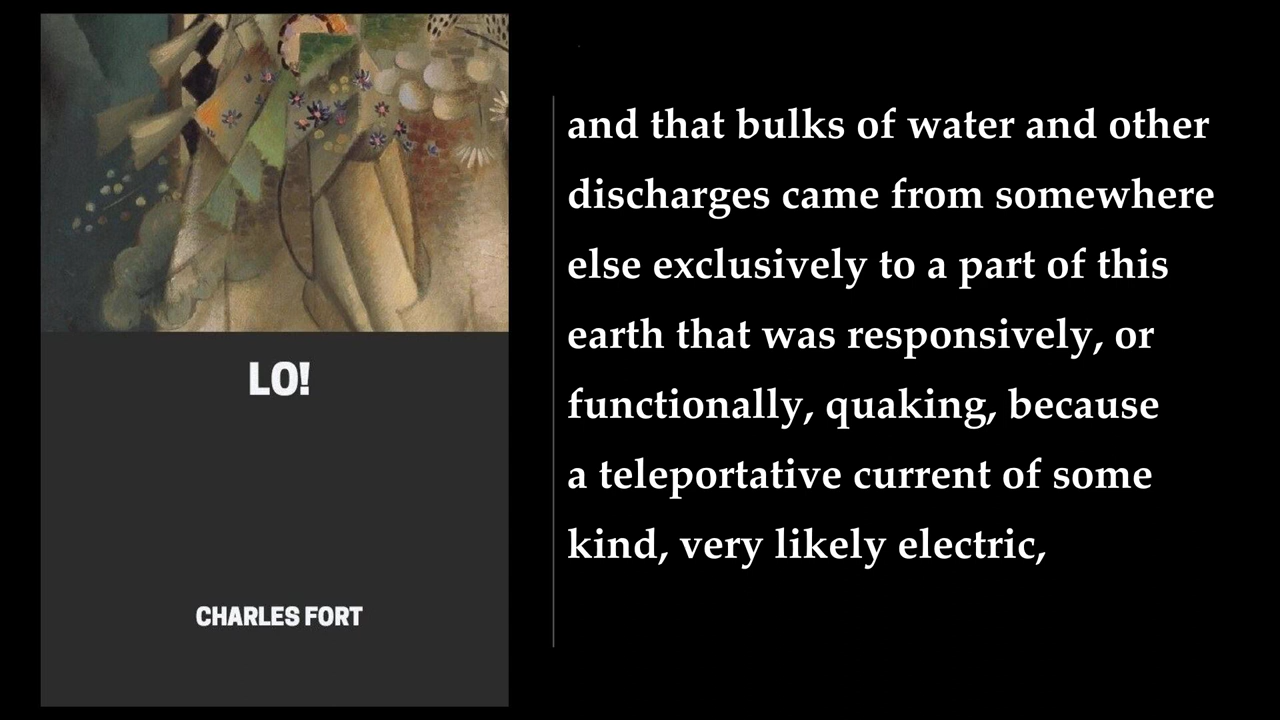 LO!
CHARLES FORT
and that bulks of water and other
discharges came from somewhere
else exclusively to a part of this
earth that was responsively, or
functionally, quaking, because
a teleportative current of some
kind, very likely electric,